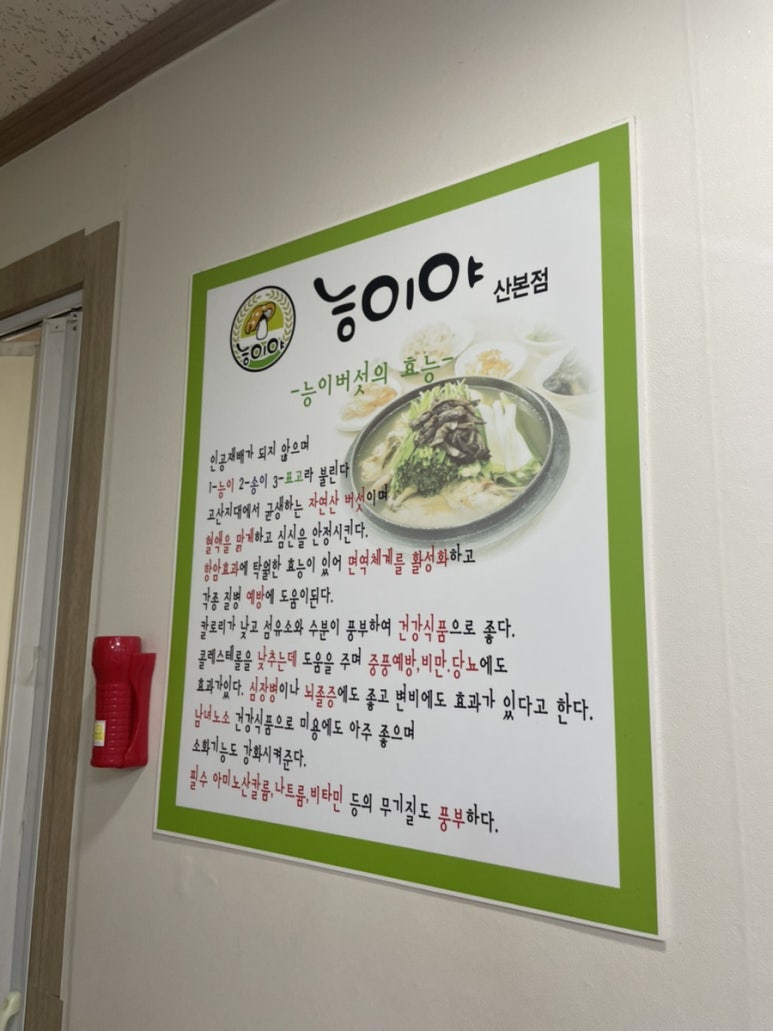 능이야
능이야 산본점
-능이버섯의 효능-
인공재배가 되지 않으며
1-능이 2-송이 3-표고라 불린다
고산지대에서 균생하는 자연산 버섯이며
혈액을 맑게하고 심신을 안정시킨다.
항암효과에 탁월한 효능이 있어 면역체계를 활성화하고
각종 질병 예방에 도움이된다.
칼로리가 낮고 섬유소와 수분이 풍부하여 건강식품으로 좋다.
콜레스테롤을 낮추는데 도움을 주며 중풍예방,비만,당뇨에도
효과가있다. 심장병이나 뇌졸증에도 좋고 변비에도 효과가 있다고 한다.
남녀노소 건강식품으로 미용에도 아주 좋으며
소화기능도 강화시켜준다.
필수 아미노산칼륨,나트륨,비타민 등의 무기질도 풍부하다.